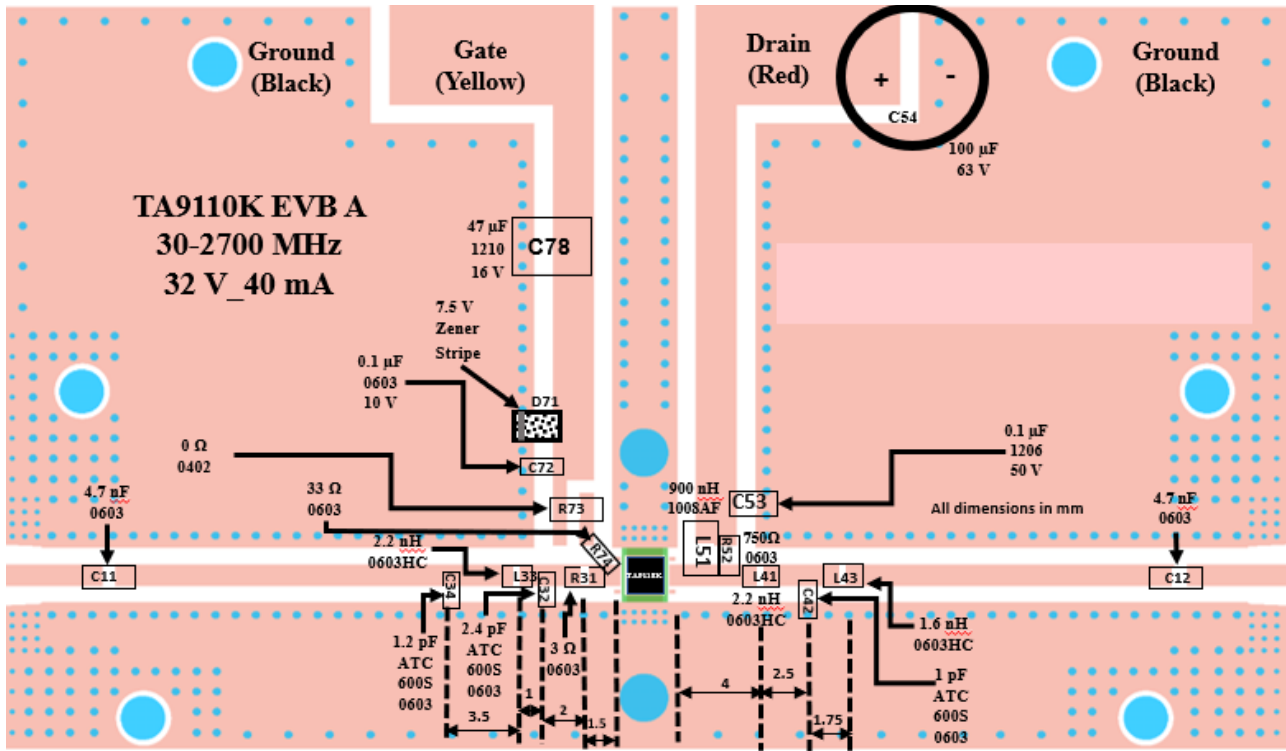 Ground
(Black)
Gate
(Yellow)
Drain
(Red)
Ground
(Black)
+ -
C54
100 µF
63 V
TA9110K EVB A
30-2700 MHz
32 V_40 mA
47 µF
1210
16 V
C78
7.5 V
Zener
Stripe
D71
0.1 µF
0603
10 V
C72
0 Ω
0402
R73
33 Ω
0603
R74
4.7 nF
0603
C11
2.2 nH
0603HC
L33
C34
C32
R31
TA9110K
900 nH
1008AF
L51
R52
750Ω
0603
C53
0.1 µF
1206
50 V
All dimensions in mm
4.7 nF
0603
C12
L41
L43
C42
2.2 nH
0603HC
1.6 nH
0603HC
1 pF
ATC
600S
0603
1.2 pF
ATC
600S
0603
2.4 pF
ATC
600S
0603
3 Ω
0603
3.5
1
2
1.5
4
2.5
1.75